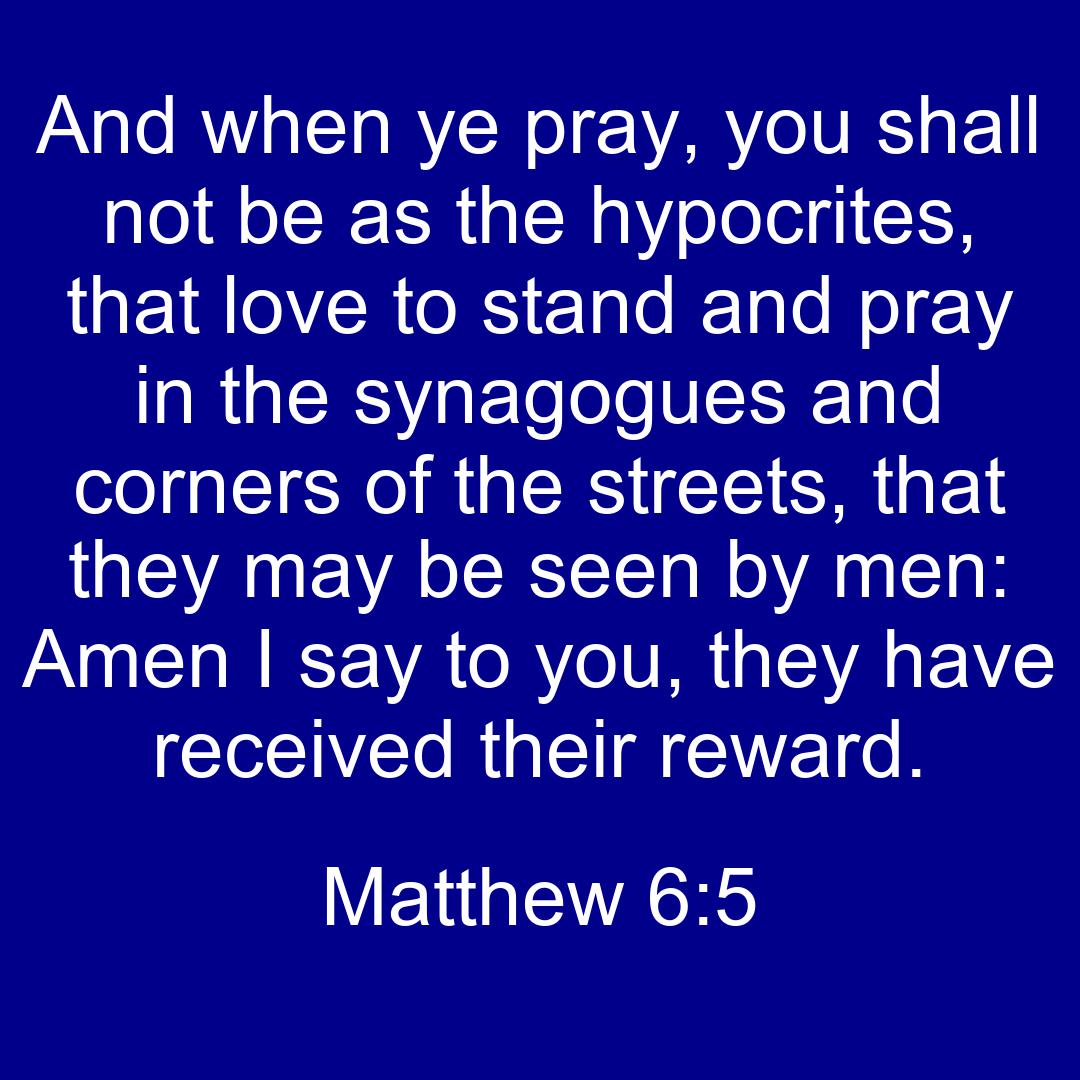 And when ye pray, you shall
not be as the hypocrites,
that love to stand and pray
in the synagogues and
corners of the streets, that
they may be seen by men:
Amen I say to you, they have
received their reward.
Matthew 6:5